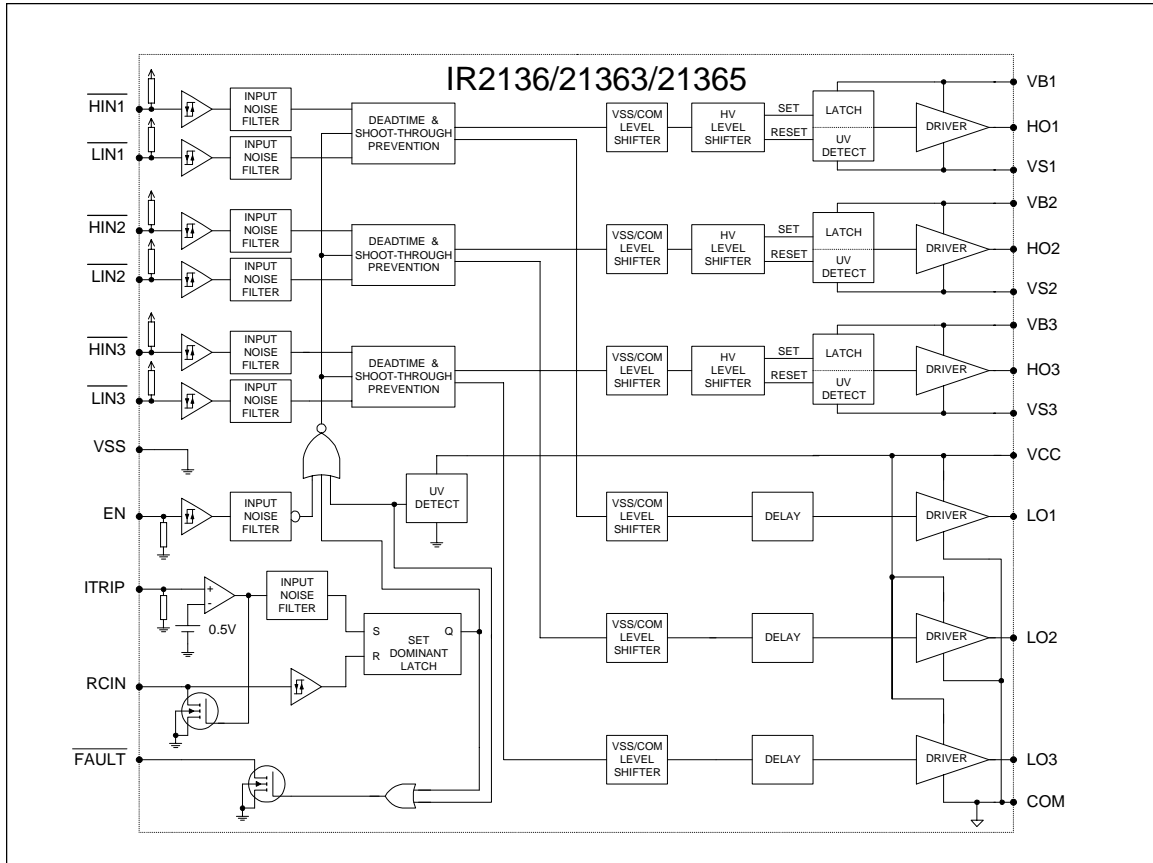 IR2136/21363/21365
HIN1
LIN1
HIN2
LIN2
HIN3
LIN3
VSS
EN
ITRIP
RCIN
FAULT
INPUT
NOISE
FILTER
INPUT
NOISE
FILTER
DEADTIME &
SHOOT-THROUGH
PREVENTION
VSS/COM
LEVEL
SHIFTER
HV
LEVEL
SHIFTER
SET
RESET
LATCH
UV
DETECT
DRIVER
VB1
HO1
VS1
INPUT
NOISE
FILTER
INPUT
NOISE
FILTER
DEADTIME &
SHOOT-THROUGH
PREVENTION
VSS/COM
LEVEL
SHIFTER
HV
LEVEL
SHIFTER
SET
RESET
LATCH
UV
DETECT
DRIVER
VB2
HO2
VS2
INPUT
NOISE
FILTER
INPUT
NOISE
FILTER
DEADTIME &
SHOOT-THROUGH
PREVENTION
VSS/COM
LEVEL
SHIFTER
HV
LEVEL
SHIFTER
SET
RESET
LATCH
UV
DETECT
DRIVER
VB3
HO3
VS3
VCC
INPUT
NOISE
FILTER
UV
DETECT
VSS/COM
LEVEL
SHIFTER
DELAY
DRIVER
LO1
+
-
0.5V
INPUT
NOISE
FILTER
S
R
Q
SET
DOMINANT
LATCH
VSS/COM
LEVEL
SHIFTER
DELAY
DRIVER
LO2
VSS/COM
LEVEL
SHIFTER
DELAY
DRIVER
LO3
COM